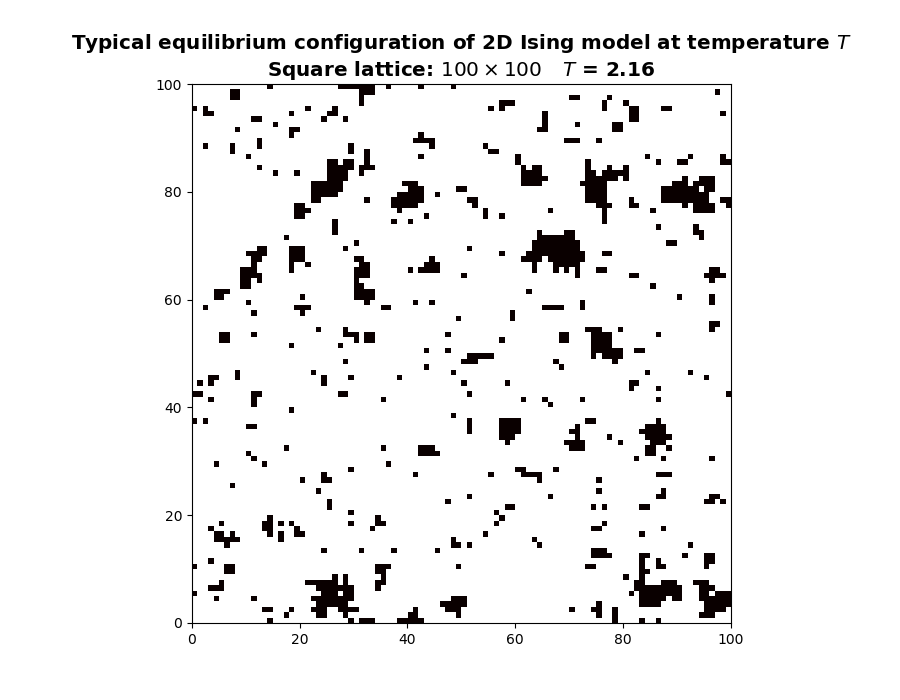 Typical equilibrium configuration of 2D Ising model at temperature T
Square lattice: 100 × 100 T = 2.16
100
80
60
40
20
0
0 20 40 60 80 100